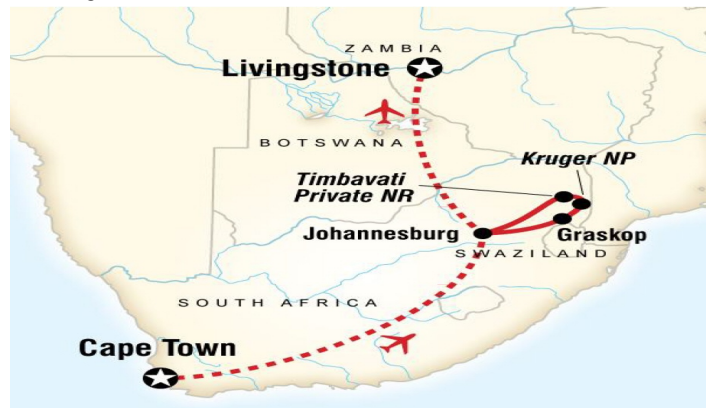 ZAMBIA
Livingstone
BOTSWANA
Kruger NP
Timbavati
Private NR
Johannesburg
Graskop
SWAZILAND
SOUTH AFRICA
Cape Town